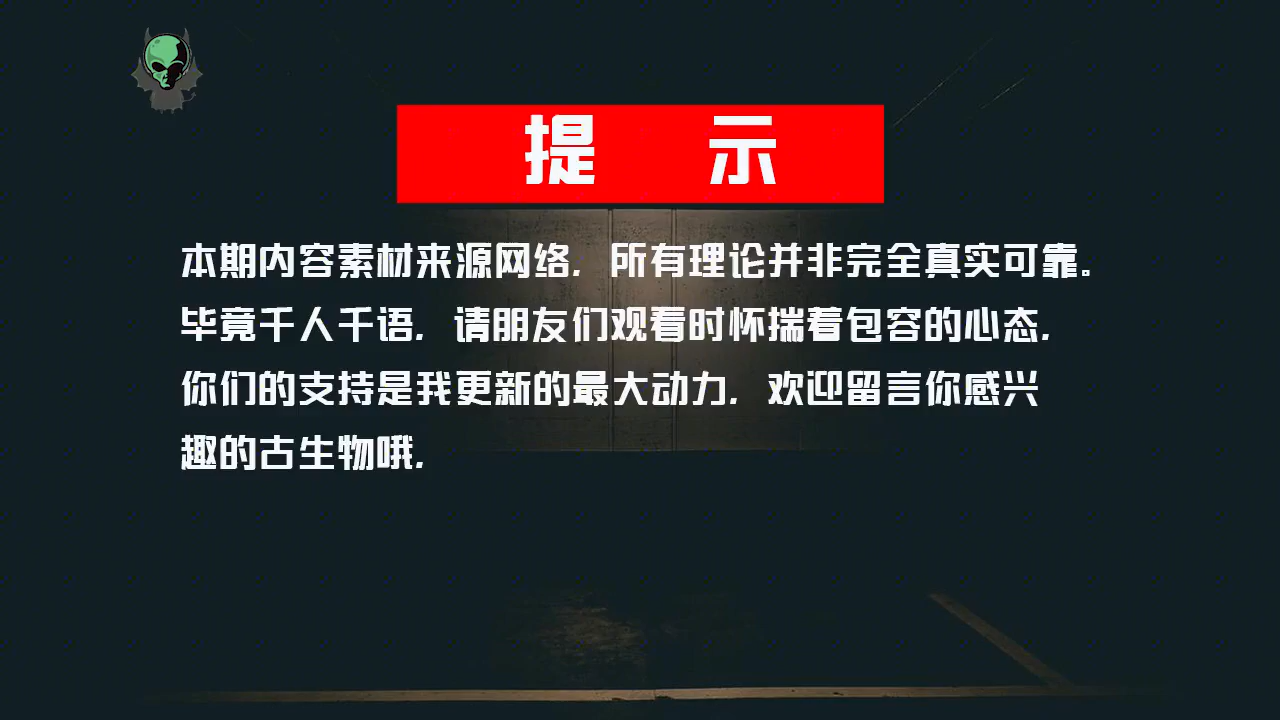 提 示
本期内容素材来源网络，所有理论并非完全真实可靠。
毕竟千人千语，请朋友们观看时怀揣着包容的心态，
你们的支持是我更新的最大动力，欢迎留言你感兴
趣的古生物哦，